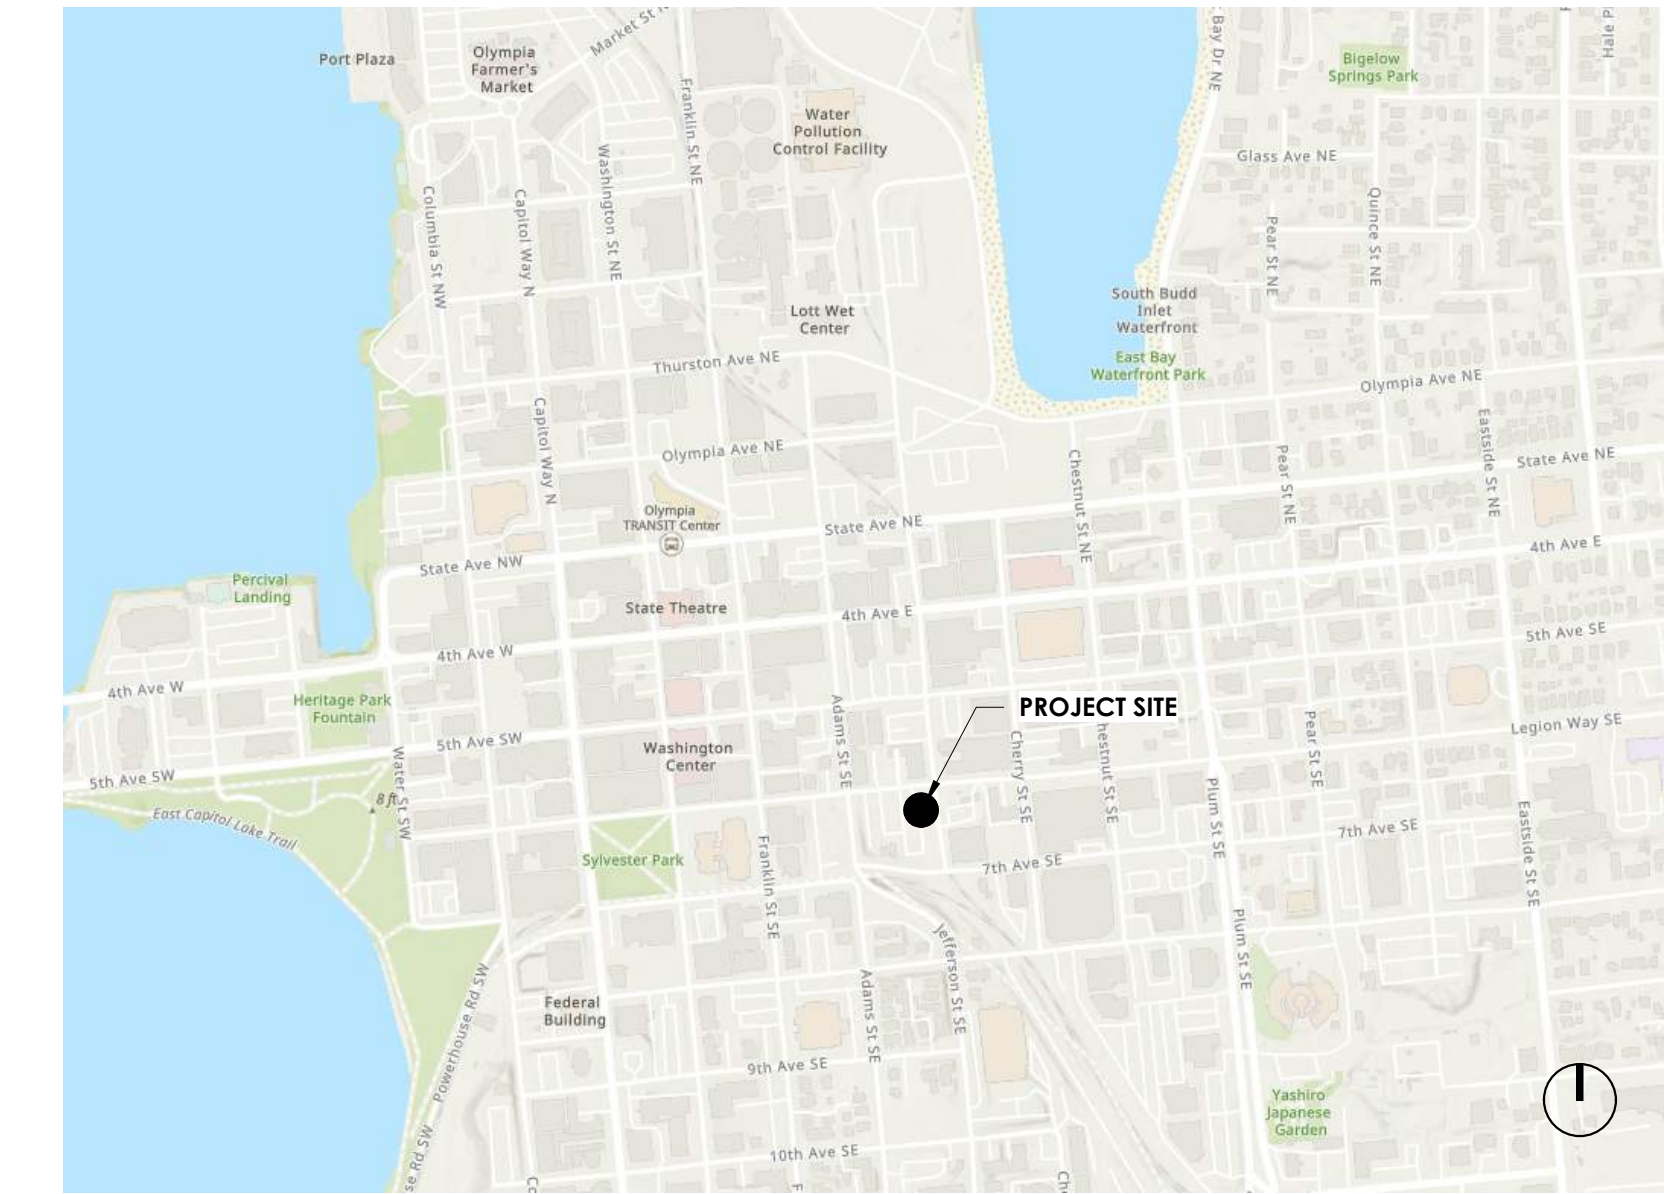 Port Plaza
Olympia
Farmer's
Market
Market St N
Franklin St NE
Bay Dr NE
Bigelow
Springs Park
Hale P
Water
Pollution
Control Facility
Washington St NE
Glass Ave NE
Columbia St NW
Capitol Way N
Quince St NE
Pear St NE
South Budd
Inlet
Waterfront
Lott Wet
Center
Thurston Ave NE
East Bay
Waterfront Park
Olympia Ave NE
Capitol Way N
Eastside St NE
Olympia Ave NE
Chestnut St NE
Pear St NE
State Ave NE
Olympia
TRANSIT Center
State Ave NE
4th Ave E
State Ave NW
Percival
Landing
State Theatre
4th Ave E
5th Ave SE
4th Ave W
4th Ave W
Heritage Park
Fountain
Adams St SE
PROJECT SITE
Legion Way SE
5th Ave SW
Washington
Center
Cherry St SE
hestnut St SE
Pear St SE
5th Ave SW
Water St SW
8 ft
East Capitol Lake Trail
Plum St SE
7th Ave SE
Eastside St SE
Sylvester Park
Franklin St SE
7th Ave SE
Plum St SE
Jefferson St SE
Powerhouse Rd SW
Federal
Building
Adams St SE
9th Ave SE
Yashiro
Japanese
Garden
10th Ave SE
se Rd SW
Co
F
Che